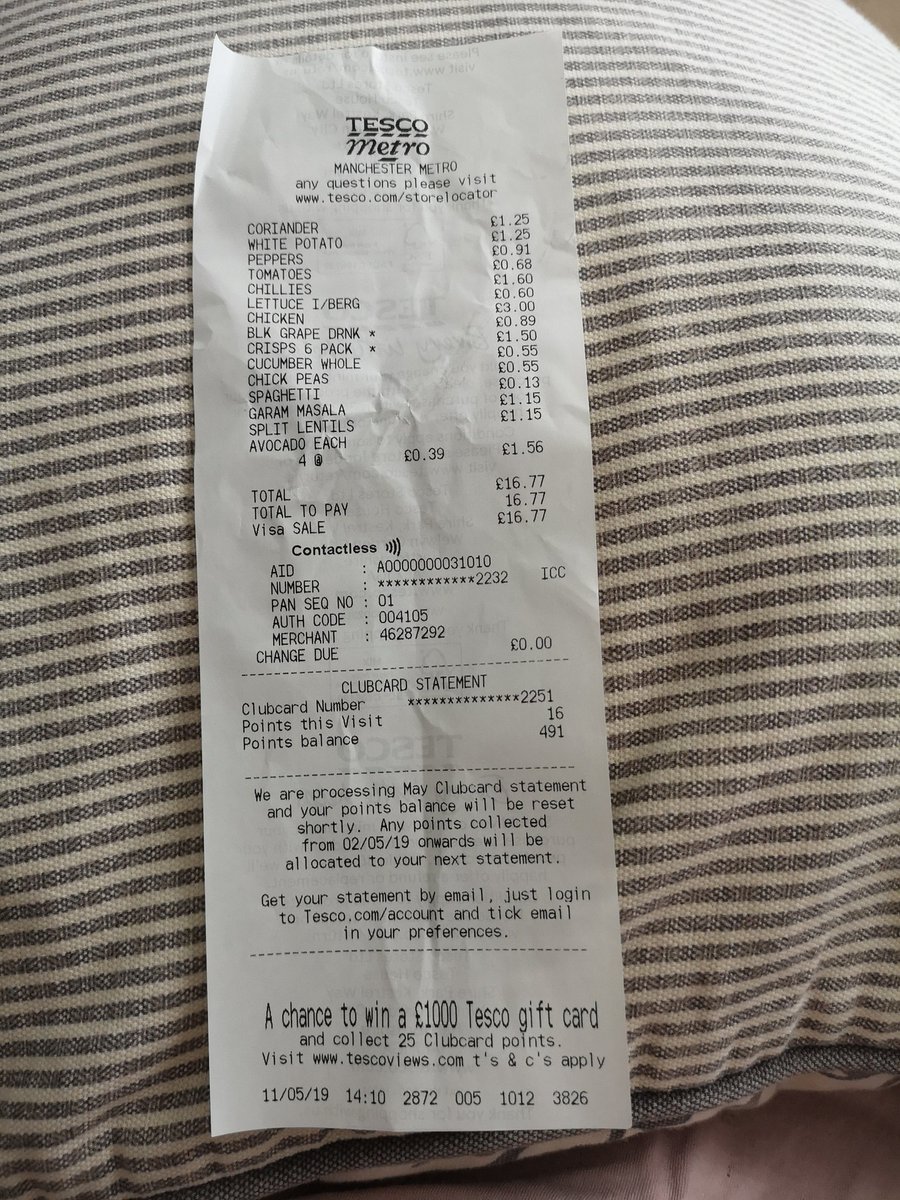 TESCO
metro
MANCHESTER METRO
any questions please visit
www.tesco.com/storelocator
CORIANDER £1.25
WHITE POTATO £1.25
PEPPERS £0.91
TOMATOES £0.68
CHILLIES £1.60
LETTUCE I/BERG £0.60
CHICKEN £3.00
BLK GRAPE DRNK * £0.89
CRISPS 6 PACK * £1.50
CUCUMBER WHOLE £0.55
CHICK PEAS £0.55
SPAGHETTI £0.13
GARAM MASALA £1.15
SPLIT LENTILS £1.15
AVOCADO EACH
4 @ £0.39 £1.56
TOTAL £16.77
TOTAL TO PAY 16.77
Visa SALE £16.77
Contactless
AID : A0000000031010
NUMBER : ************2232 ICC
PAN SEQ NO : 01
AUTH CODE : 004105
MERCHANT : 46287292
CHANGE DUE £0.00
CLUBCARD STATEMENT
Clubcard Number **************2251
Points this Visit 16
Points balance 491
We are processing May Clubcard statement
and your points balance will be reset
shortly. Any points collected
from 02/05/19 onwards will be
allocated to your next statement.
Get your statement by email, just login
to Tesco.com/account and tick email
in your preferences.
A chance to win a £1000 Tesco gift card
and collect 25 Clubcard points.
Visit www.tescoviews.com t's & c's apply
11/05/19 14:10 2872 005 1012 3826